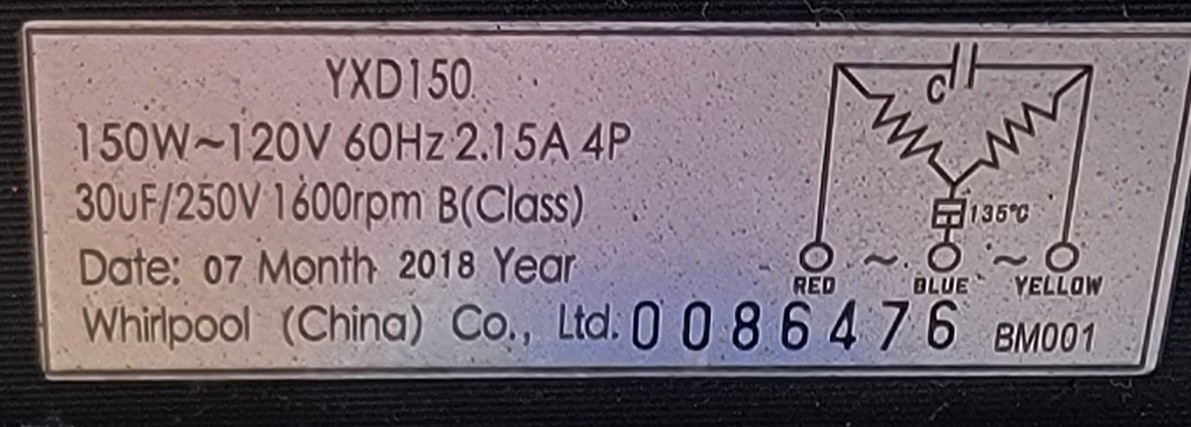 YXD150
150W~120V 60Hz 2.15A 4P
30uF/250V 1600rpm B(Class)
Date: 07 Month 2018 Year
Whirlpool (China) Co., Ltd. 0086476 BM001
C
135°C
~ ~
RED BLUE YELLOW